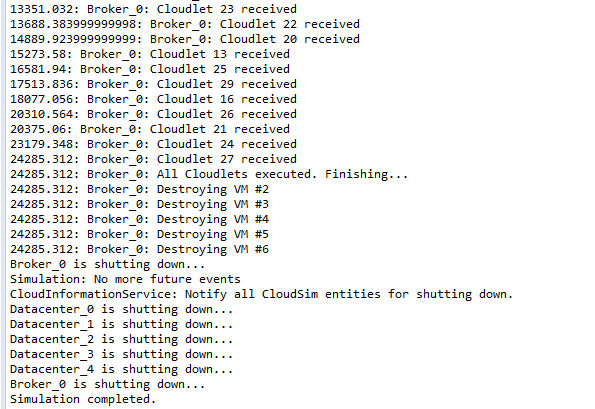 13351.032: Broker_0: Cloudlet 23 received
13688.383999999998: Broker_0: Cloudlet 22 received
14889.923999999999: Broker_0: Cloudlet 20 received
15273.58: Broker_0: Cloudlet 13 received
16581.94: Broker_0: Cloudlet 25 received
17513.836: Broker_0: Cloudlet 29 received
18077.056: Broker_0: Cloudlet 16 received
20310.564: Broker_0: Cloudlet 26 received
20375.06: Broker_0: Cloudlet 21 received
23179.348: Broker_0: Cloudlet 24 received
24285.312: Broker_0: Cloudlet 27 received
24285.312: Broker_0: All Cloudlets executed. Finishing...
24285.312: Broker_0: Destroying VM #2
24285.312: Broker_0: Destroying VM #3
24285.312: Broker_0: Destroying VM #4
24285.312: Broker_0: Destroying VM #5
24285.312: Broker_0: Destroying VM #6
Broker_0 is shutting down...
Simulation: No more future events
CloudInformationService: Notify all CloudSim entities for shutting down.
Datacenter_0 is shutting down...
Datacenter_1 is shutting down...
Datacenter_2 is shutting down...
Datacenter_3 is shutting down...
Datacenter_4 is shutting down...
Broker_0 is shutting down...
Simulation completed.